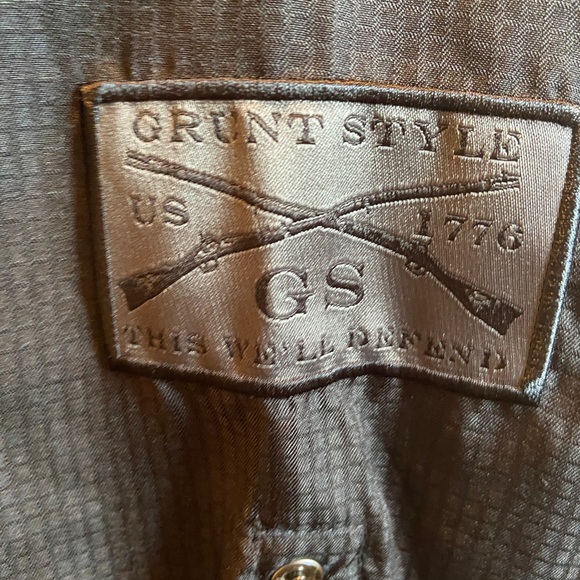 GRUNT STYLE
US 1776
GS
THIS WE'LL DEFEND